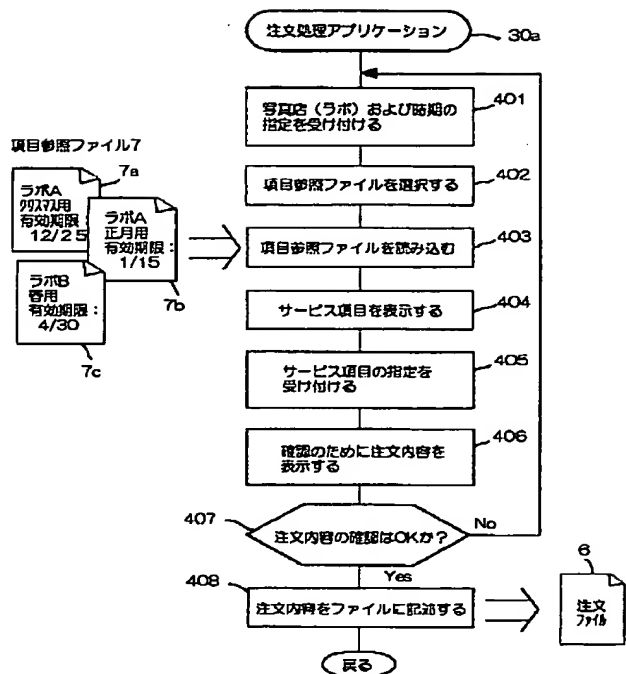 注文処理アプリケーション
30a
写真店（ラボ）および時期の
指定を受け付ける
401
項目参照ファイルを選択する
402
項目参照ファイル7
7a
ラボA
クリスマス用
有効期限
12/25
ラボA
正月用
有効期限：
1/15
7b
ラボB
春用
有効期限：
4/30
7c
項目参照ファイルを読み込む
403
サービス項目を表示する
404
サービス項目の指定を
受け付ける
405
確認のために注文内容を
表示する
406
407
注文内容の確認はOKか？
No
Yes
408
注文内容をファイルに記述する
6
注文
ファイル
戻る